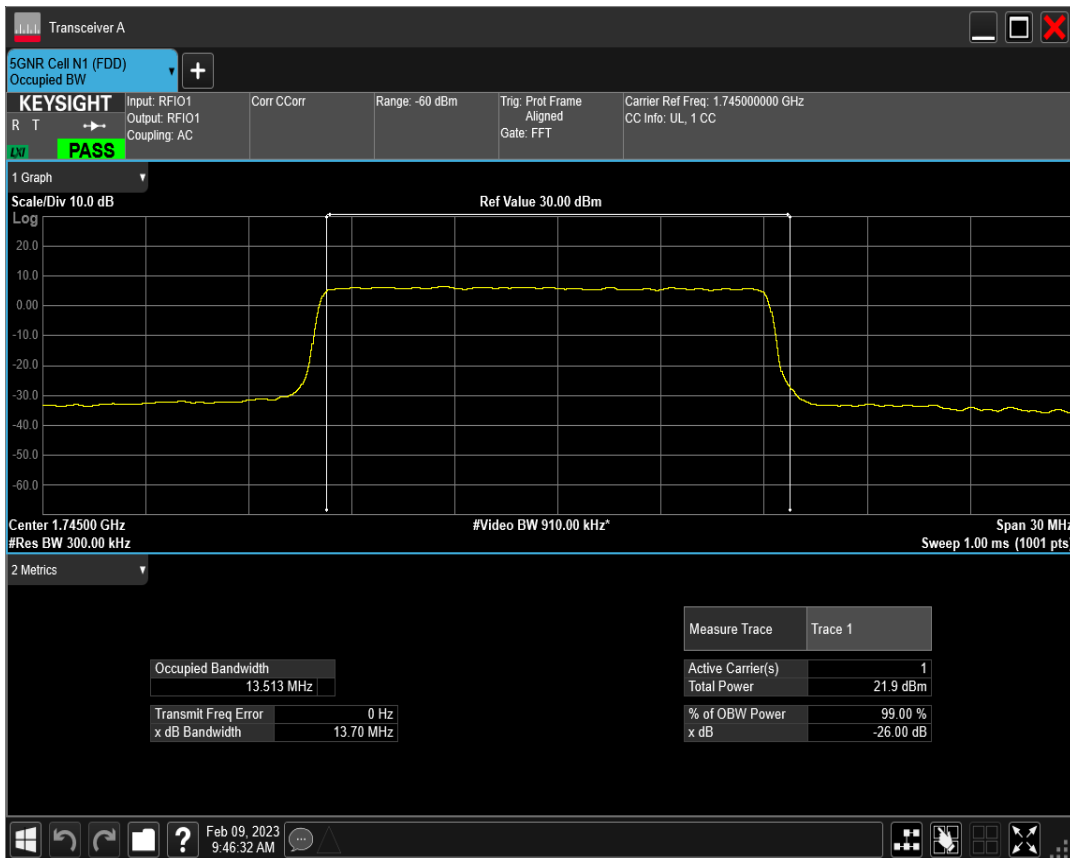 Transceiver A
5GNR Cell N1 (FDD)
Occupied BW
+
KEYSIGHT
R T
LXI
PASS
Input: RFIO1
Output: RFIO1
Coupling: AC
Corr CCorr
Range: -60 dBm
Trig: Prot Frame
Aligned
Gate: FFT
Carrier Ref Freq: 1.745000000 GHz
CC Info: UL, 1 CC
1 Graph
Scale/Div 10.0 dB
Ref Value 30.00 dBm
Log
20.0
10.0
0.00
-10.0
-20.0
-30.0
-40.0
-50.0
-60.0
Center 1.74500 GHz
#Video BW 910.00 kHz*
Span 30 MHz
#Res BW 300.00 kHz
Sweep 1.00 ms (1001 pts)
2 Metrics
Measure Trace Trace 1
Occupied Bandwidth
13.513 MHz
Active Carrier(s) 1
Total Power 21.9 dBm
Transmit Freq Error 0 Hz
x dB Bandwidth 13.70 MHz
% of OBW Power 99.00 %
x dB -26.00 dB
?
Feb 09, 2023
9:46:32 AM